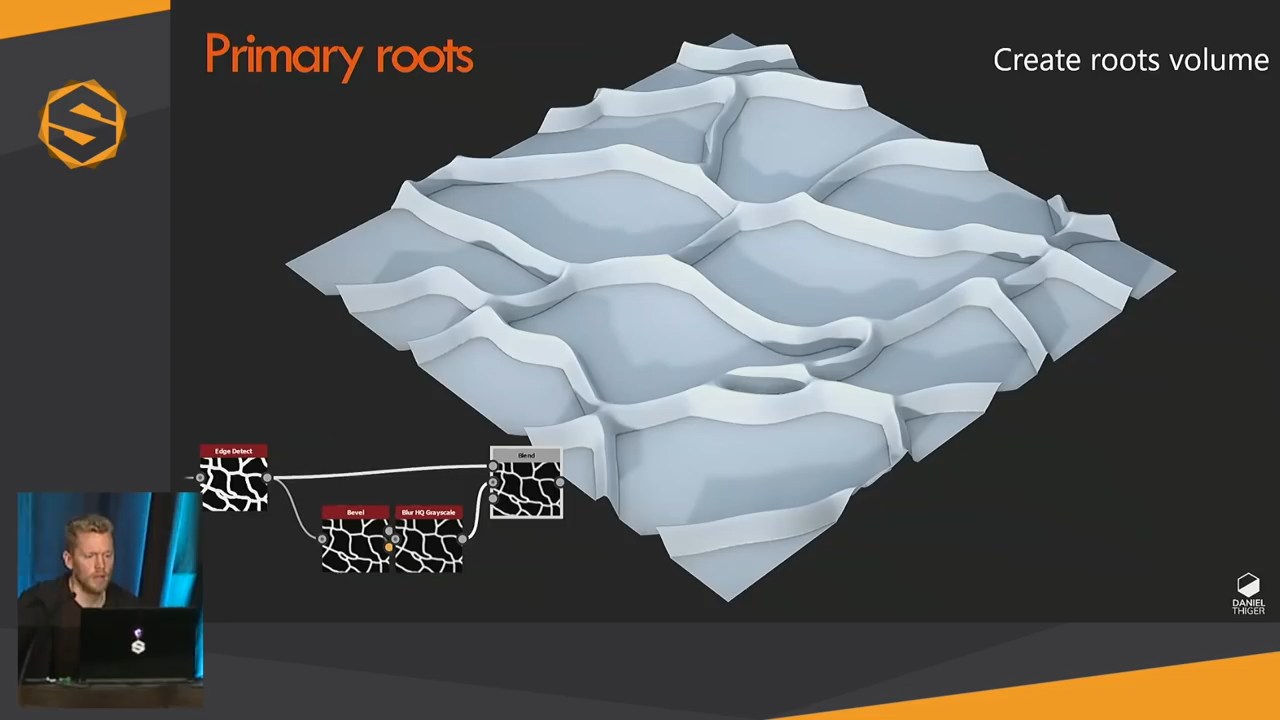 Primary roots
Create roots volume
Edge Detect
Blend
Bevel
Blur HQ Grayscale
DANIEL
THIGER